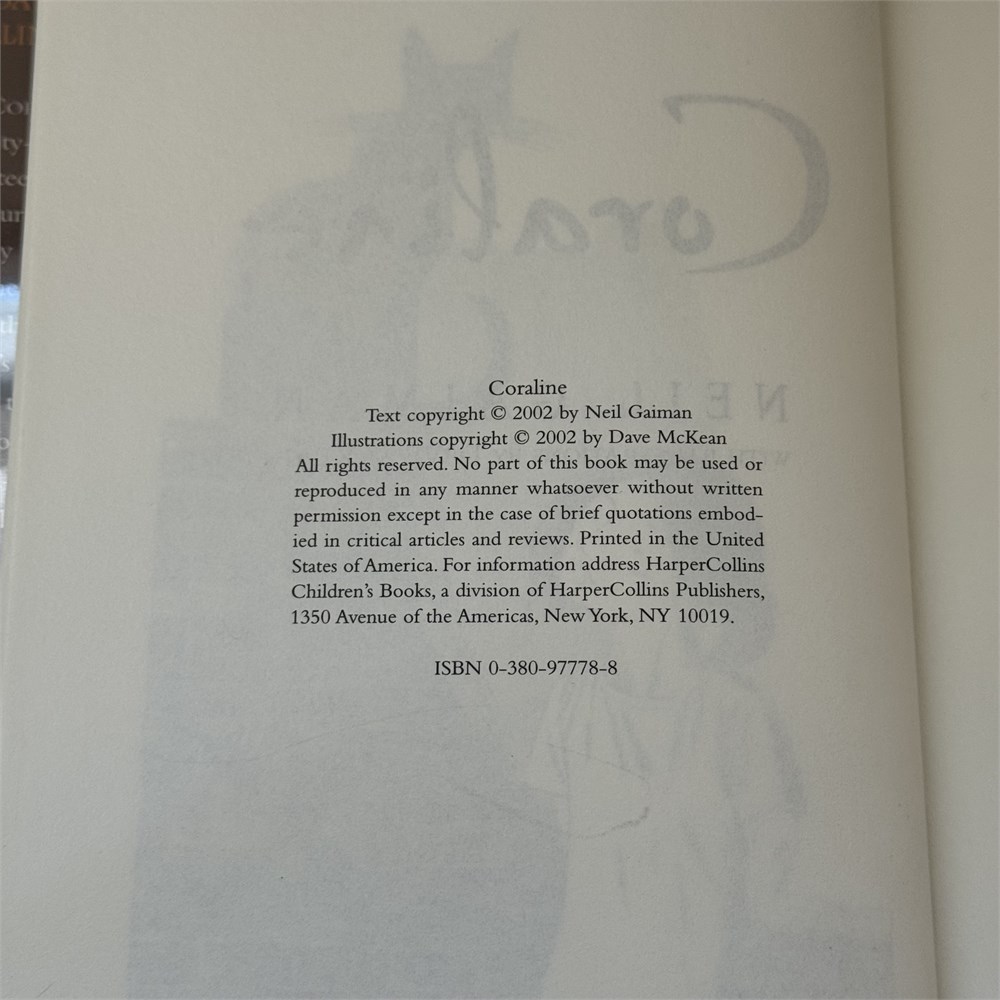 Coraline
Text copyright © 2002 by Neil Gaiman
Illustrations copyright © 2002 by Dave McKean
All rights reserved. No part of this book may be used or
reproduced in any manner whatsoever without written
permission except in the case of brief quotations embod-
ied in critical articles and reviews. Printed in the United
States of America. For information address HarperCollins
Children's Books, a division of HarperCollins Publishers,
1350 Avenue of the Americas, New York, NY 10019.
ISBN 0-380-97778-8